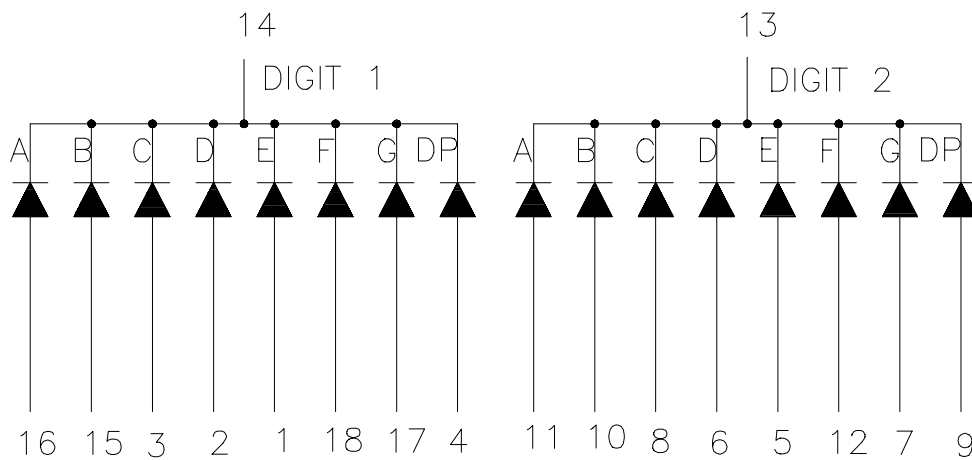 14 13
DIGIT 1 DIGIT 2
A B C D E F G DP A B C D E F G DP
16 15 3 2 1 18 17 4 11 10 8 6 5 12 7 9